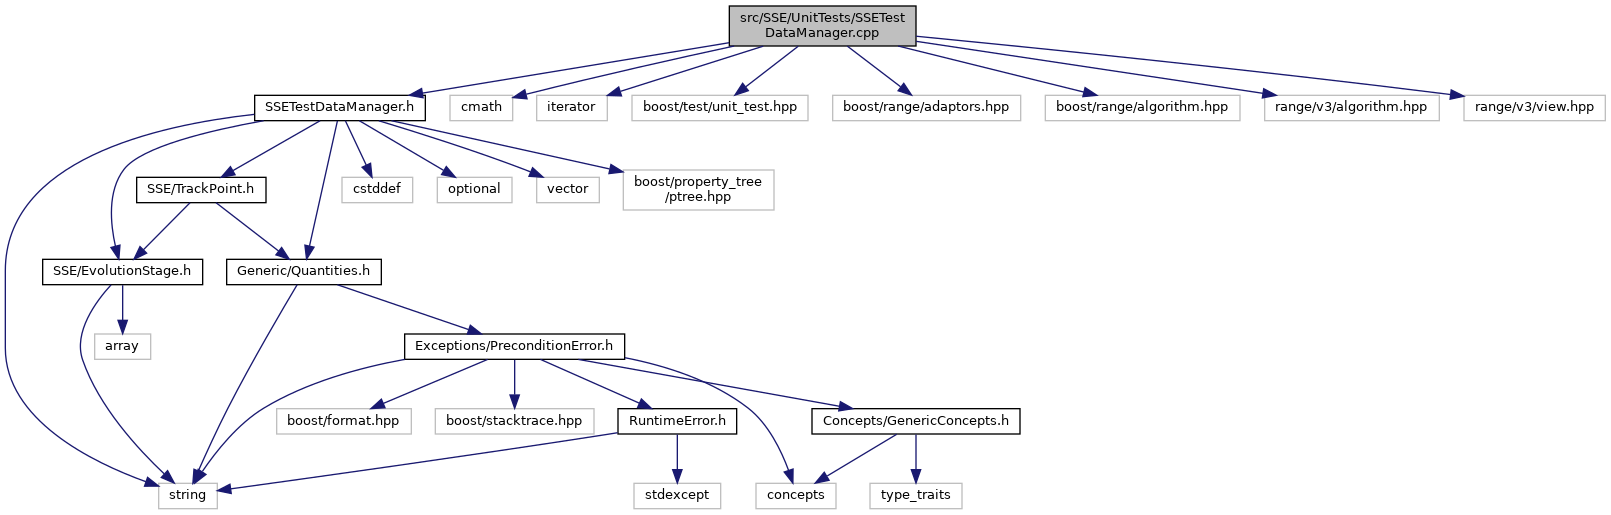 src/SSE/UnitTests/SSETest
DataManager.cpp
SSETestDataManager.h
cmath
iterator
boost/test/unit_test.hpp
boost/range/adaptors.hpp
boost/range/algorithm.hpp
range/v3/algorithm.hpp
range/v3/view.hpp
SSE/TrackPoint.h
cstddef
optional
vector
boost/property_tree
/ptree.hpp
SSE/EvolutionStage.h
Generic/Quantities.h
array
Exceptions/PreconditionError.h
boost/format.hpp
boost/stacktrace.hpp
RuntimeError.h
Concepts/GenericConcepts.h
string
stdexcept
concepts
type_traits